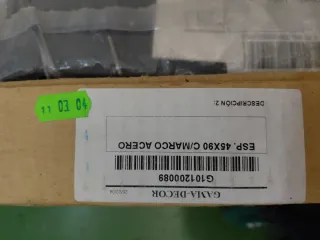 11 03 04
GAMA-DECOR
G101200089
ESP. 45X90 C/MARCO ACERO
DESCRIPCIÓN 2: